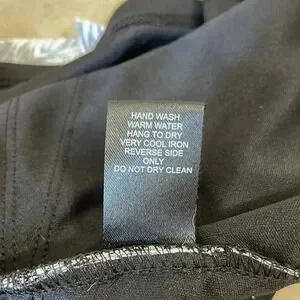 HAND WASH
WARM WATER
HANG TO DRY
VERY COOL IRON
REVERSE SIDE
ONLY
DO NOT DRY CLEAN